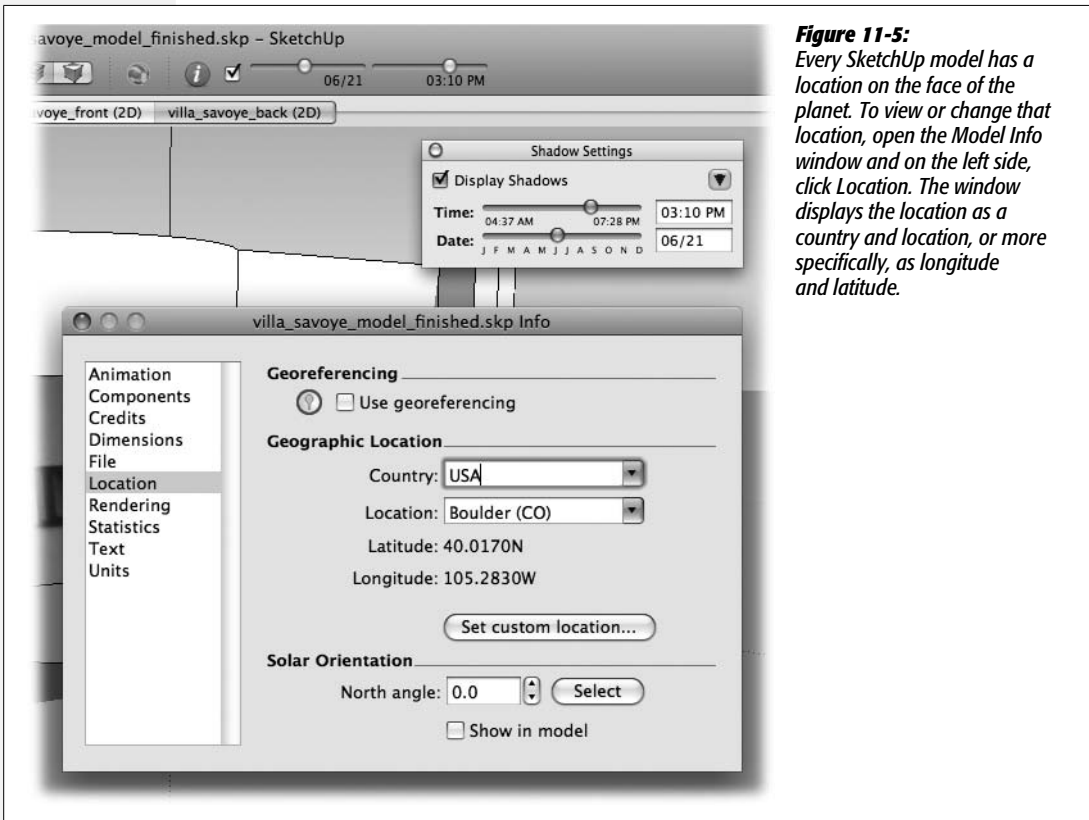 savoye_model_finished.skp – SketchUp
06/21 03:10 PM
voye_front (2D) villa_savoye_back (2D)
Shadow Settings
Display Shadows
Time: 04:37 AM 07:28 PM 03:10 PM
Date: J F M A M J J A S O N D 06/21
villa_savoye_model_finished.skp Info
Animation
Components
Credits
Dimensions
File
Location
Rendering
Statistics
Text
Units
Georeferencing
Use georeferencing
Geographic Location
Country: USA
Location: Boulder (CO)
Latitude: 40.0170N
Longitude: 105.2830W
Set custom location...
Solar Orientation
North angle: 0.0 Select
Show in model
Figure 11-5:
Every SketchUp model has a
location on the face of the
planet. To view or change that
location, open the Model Info
window and on the left side,
click Location. The window
displays the location as a
country and location, or more
specifically, as longitude
and latitude.